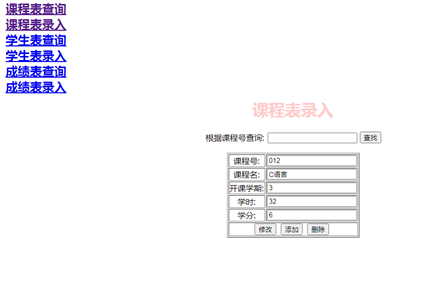 课程表查询
课程表录入
学生表查询
学生表录入
成绩表查询
成绩表录入
课程表录入
根据课程号查询: 查找
课程号: 012
课程名: C语言
开课学期: 3
学时: 32
学分: 6
修改 添加 删除